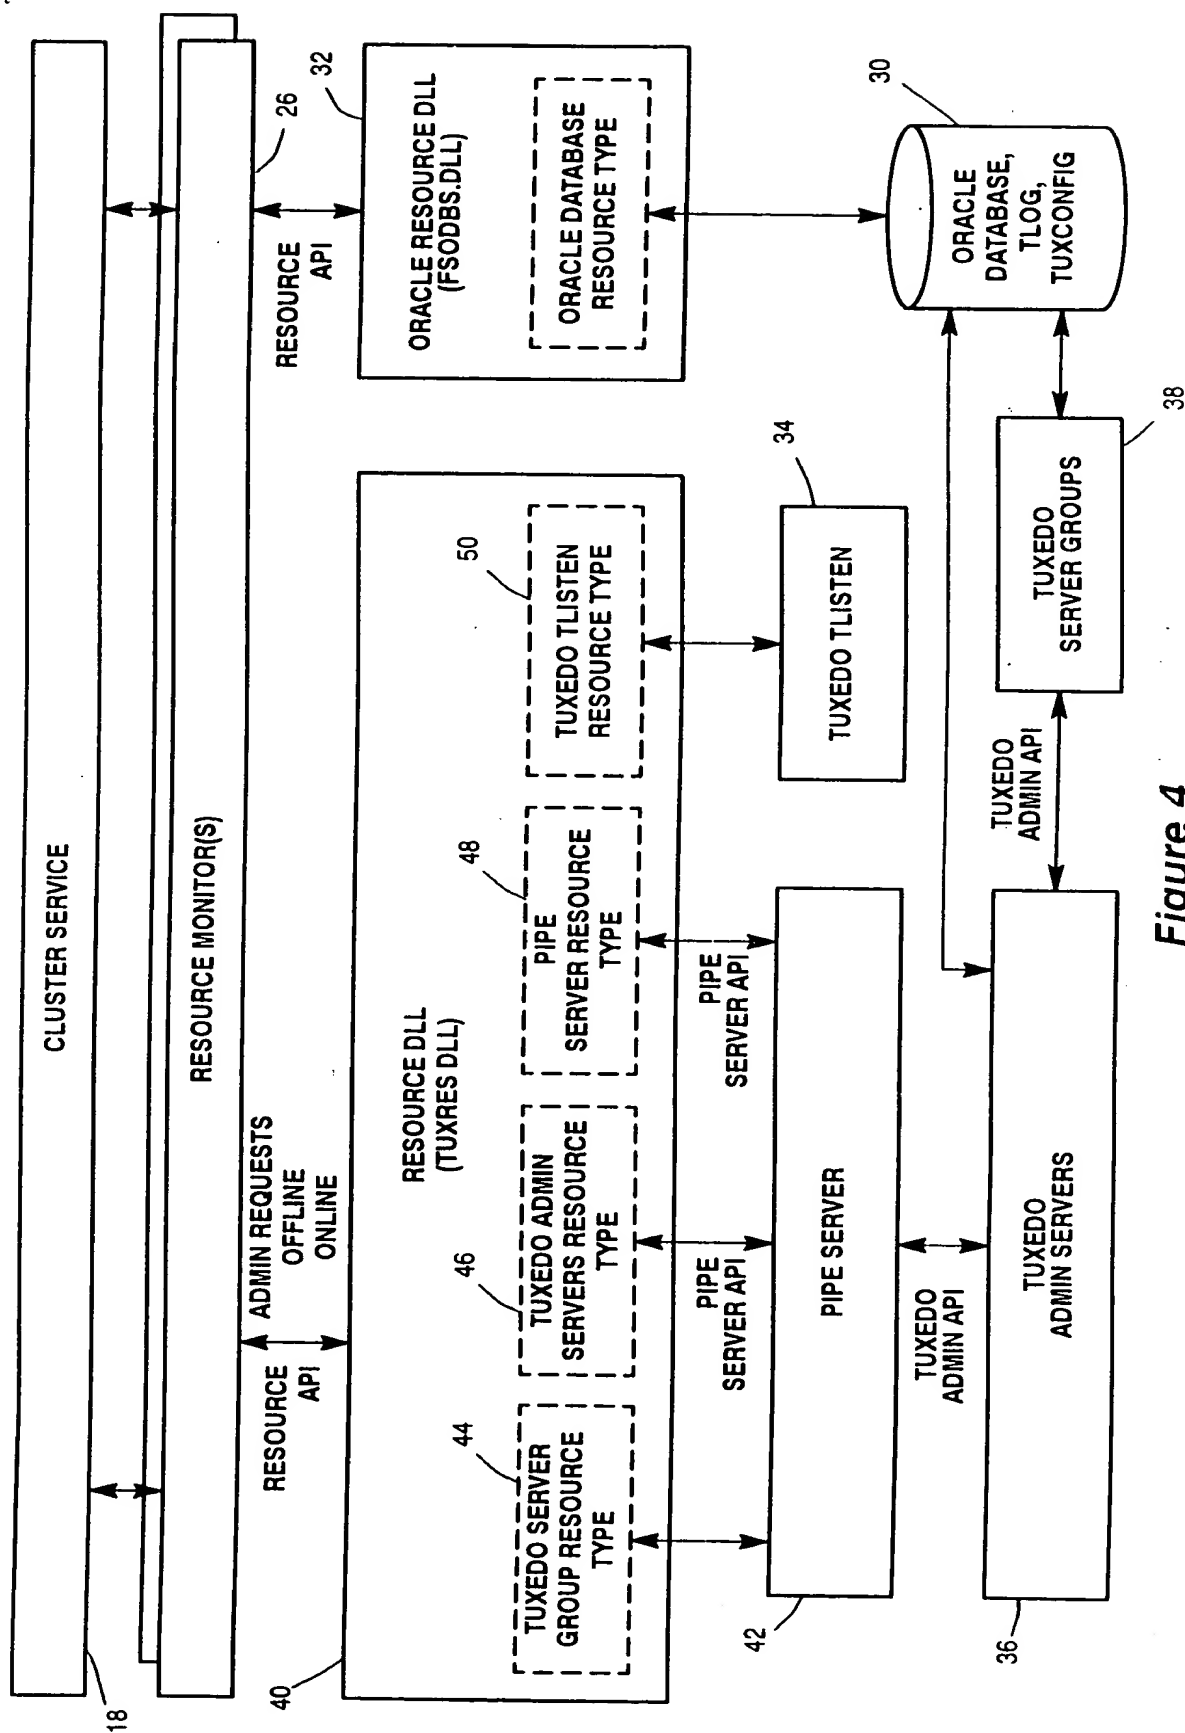 CLUSTER SERVICE
18
RESOURCE MONITOR(S)
26
RESOURCE
API
ADMIN REQUESTS
OFFLINE
ONLINE
RESOURCE
API
40
RESOURCE DLL
(TUXRES DLL)
32
ORACLE RESOURCE DLL
(FSODBS.DLL)
44
TUXEDO SERVER
GROUP RESOURCE
TYPE
46
TUXEDO ADMIN
SERVERS RESOURCE
TYPE
48
PIPE
SERVER RESOURCE
TYPE
50
TUXEDO TLISTEN
RESOURCE TYPE
ORACLE DATABASE
RESOURCE TYPE
PIPE
SERVER API
PIPE
SERVER API
42
PIPE SERVER
34
TUXEDO TLISTEN
30
ORACLE
DATABASE,
TLOG,
TUXCONFIG
TUXEDO
ADMIN API
36
TUXEDO
ADMIN SERVERS
TUXEDO
ADMIN API
TUXEDO
SERVER GROUPS
38
Figure 4